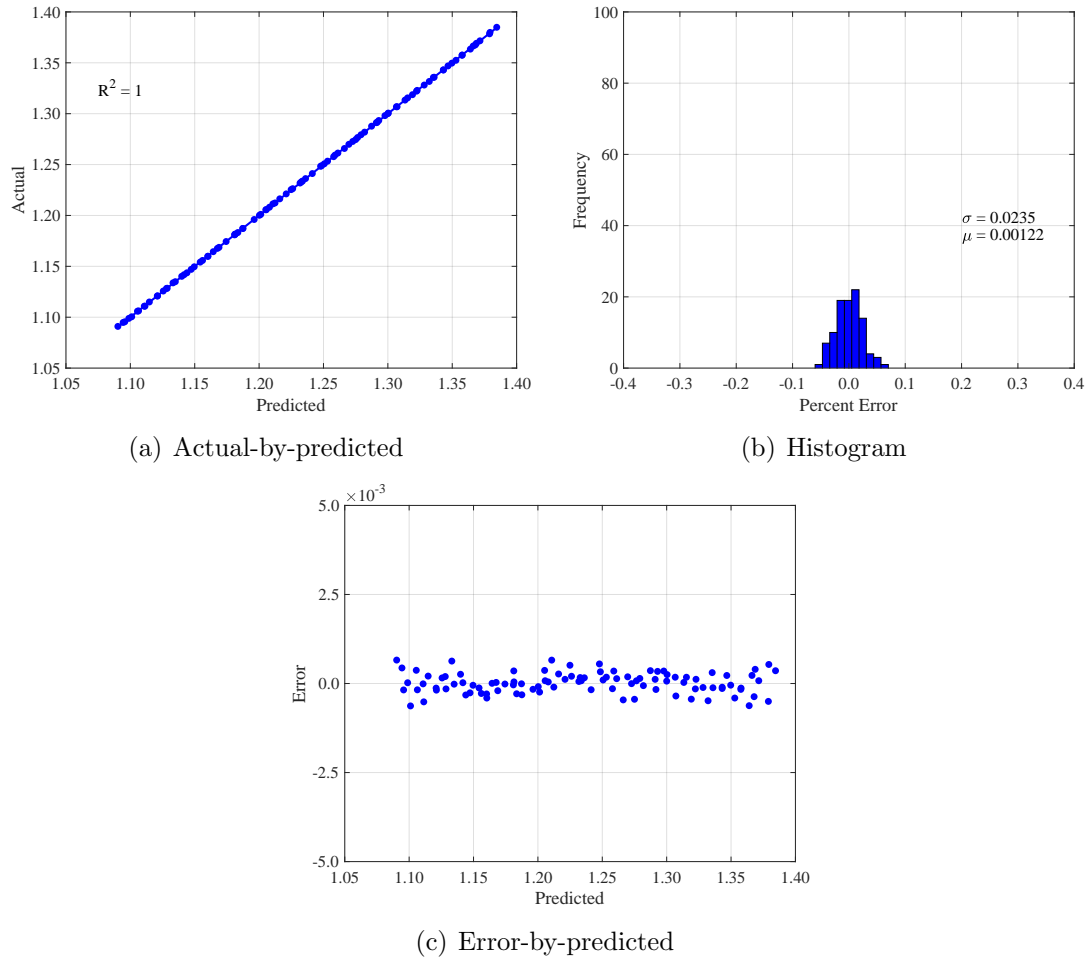 1.40
1.35
1.30
1.25
1.20
1.15
1.10
1.05
Actual
R² = 1
1.05 1.10 1.15 1.20 1.25 1.30 1.35 1.40
Predicted
(a) Actual-by-predicted
100
80
60
40
20
0
Frequency
σ = 0.0235
μ = 0.00122
-0.4 -0.3 -0.2 -0.1 0.0 0.1 0.2 0.3 0.4
Percent Error
(b) Histogram
×10⁻³
5.0
2.5
0.0
-2.5
-5.0
Error
1.05 1.10 1.15 1.20 1.25 1.30 1.35 1.40
Predicted
(c) Error-by-predicted